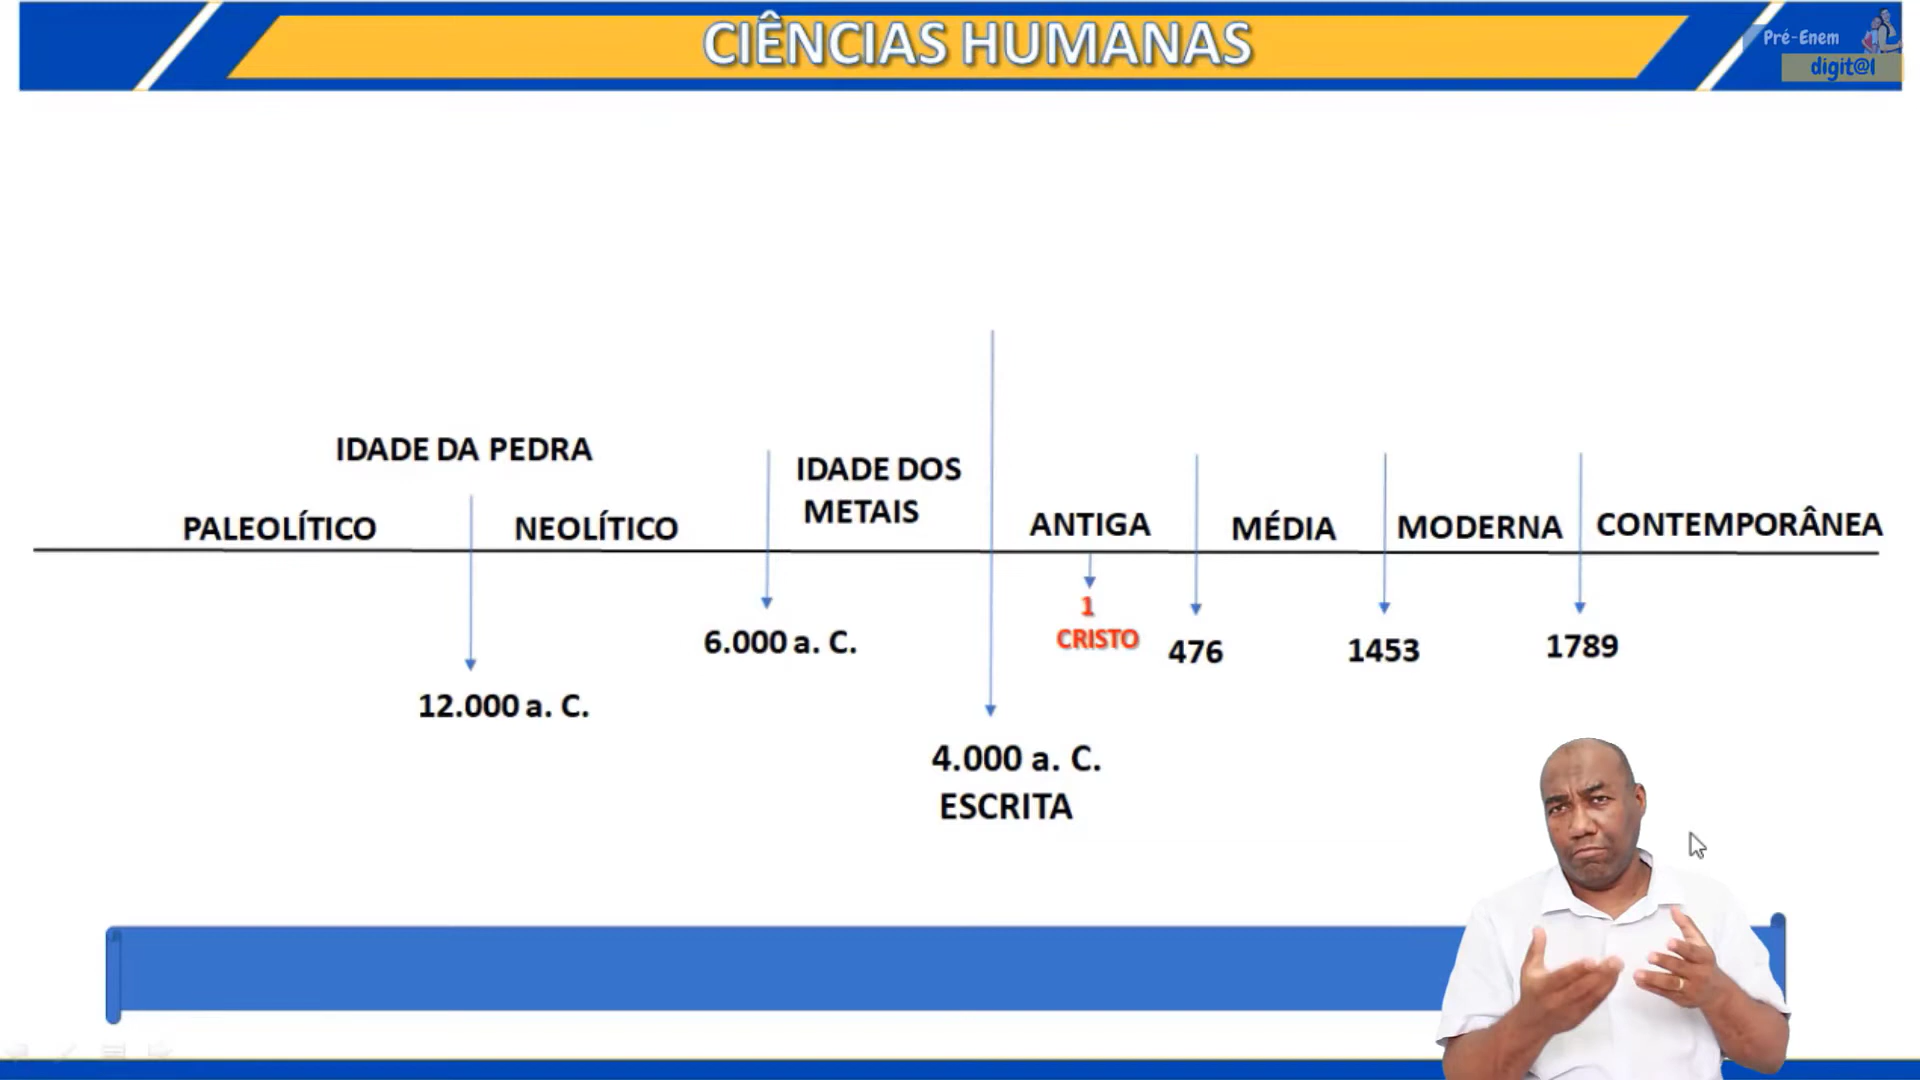 CIÊNCIAS HUMANAS
Pré-Enem
digit@l
IDADE DA PEDRA
IDADE DOS
METAIS
PALEOLÍTICO
NEOLÍTICO
ANTIGA
MÉDIA
MODERNA
CONTEMPORÂNEA
1
CRISTO
6.000 a. C.
476
1453
1789
12.000 a. C.
4.000 a. C.
ESCRITA